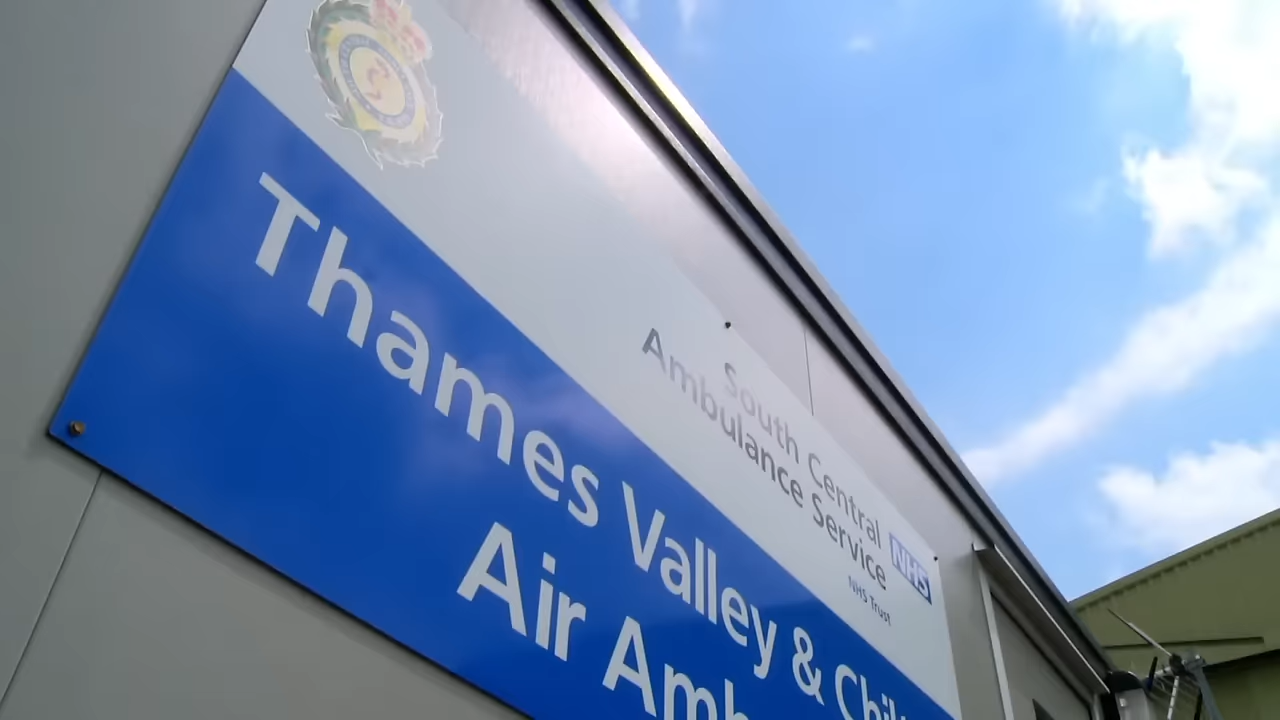 South Central
Ambulance Service
NHS
NHS Trust
Thames Valley & Chil
Air Amb